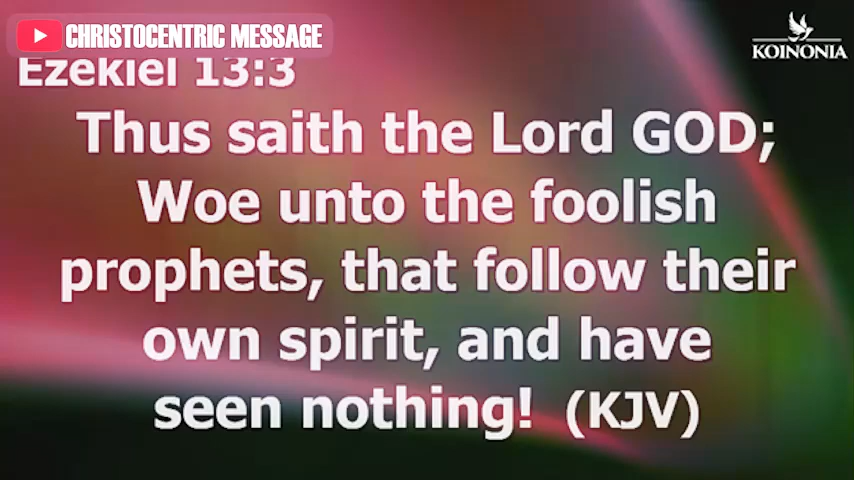 CHRISTOCENTRIC MESSAGE
KOINONIA
Ezekiel 13:3
Thus saith the Lord GOD;
Woe unto the foolish
prophets, that follow their
own spirit, and have
seen nothing! (KJV)